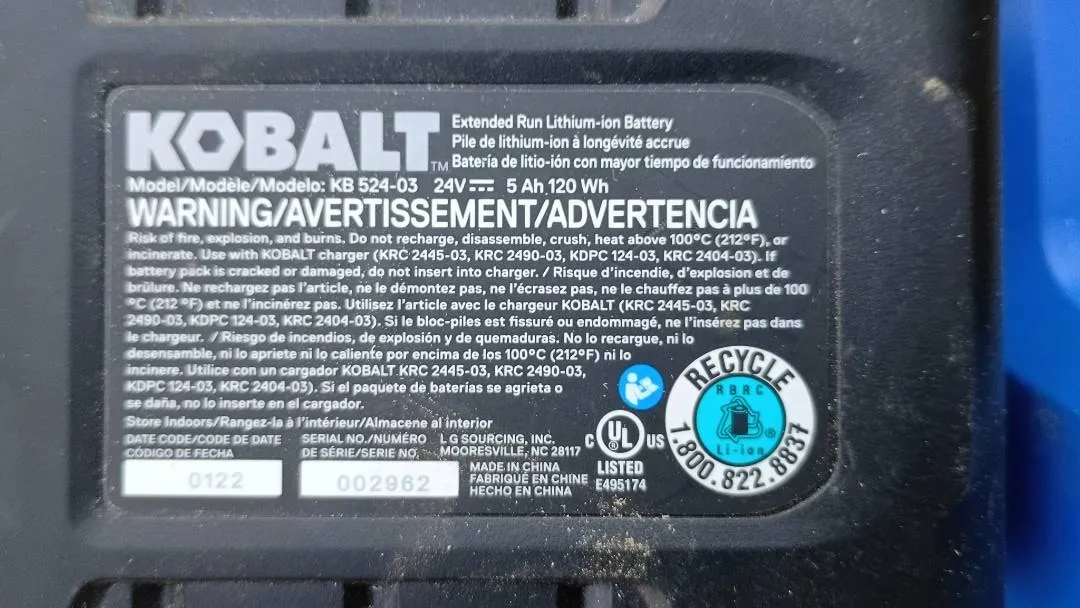 KOBALT™
Extended Run Lithium-ion Battery
Pile de lithium-ion à longévité accrue
Batería de litio-ión con mayor tiempo de funcionamiento
Model/Modèle/Modelo: KB 524-03 24V⎓ 5 Ah 120 Wh
WARNING/AVERTISSEMENT/ADVERTENCIA
Risk of fire, explosion, and burns. Do not recharge, disassemble, crush, heat above 100°C (212°F), or
incinerate. Use with KOBALT charger (KRC 2445-03, KRC 2490-03, KDPC 124-03, KRC 2404-03). If
battery pack is cracked or damaged, do not insert into charger. / Risque d'incendie, d'explosion et de
brûlure. Ne rechargez pas l'article, ne le démontez pas, ne l'écrasez pas, ne le chauffez pas à plus de 100
°C (212 °F) et ne l'incinérez pas. Utilisez l'article avec le chargeur KOBALT (KRC 2445-03, KRC
2490-03, KDPC 124-03, KRC 2404-03). Si le bloc-piles est fissuré ou endommagé, ne l'insérez pas dans
le chargeur. / Riesgo de incendios, de explosión y de quemaduras. No lo recargue, ni lo
desensamble, ni lo apriete ni lo caliente por encima de los 100°C (212°F) ni lo
incinere. Utilice con un cargador KOBALT KRC 2445-03, KRC 2490-03,
KDPC 124-03, KRC 2404-03). Si el paquete de baterías se agrieta o
se daña, no lo inserte en el cargador.
Store Indoors/Rangez-la à l'intérieur/Almacene al interior
DATE CODE/CODE DE DATE
CÓDIGO DE FECHA
0122
SERIAL NO./NUMÉRO
DE SÉRIE/SERIE NO.
002962
L G SOURCING, INC.
MOORESVILLE, NC 28117
MADE IN CHINA
FABRIQUÉ EN CHINE
HECHO EN CHINA
C UL® US
LISTED
E495174
RECYCLE
RBRC
®
Li-ion
1.800.822.8837